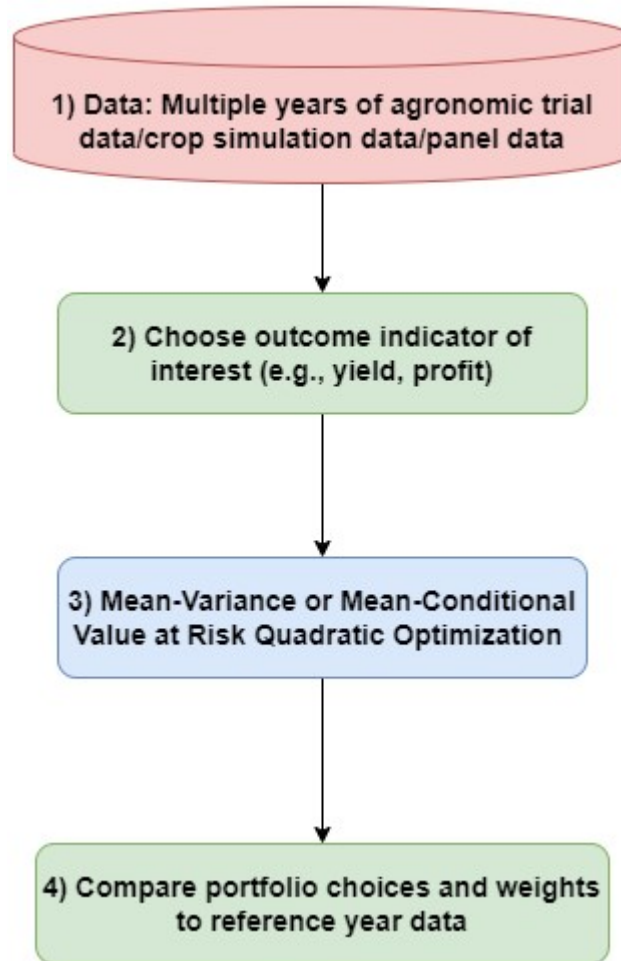 1) Data: Multiple years of agronomic trial
data/crop simulation data/panel data
2) Choose outcome indicator of
interest (e.g., yield, profit)
3) Mean-Variance or Mean-Conditional
Value at Risk Quadratic Optimization
4) Compare portfolio choices and weights
to reference year data